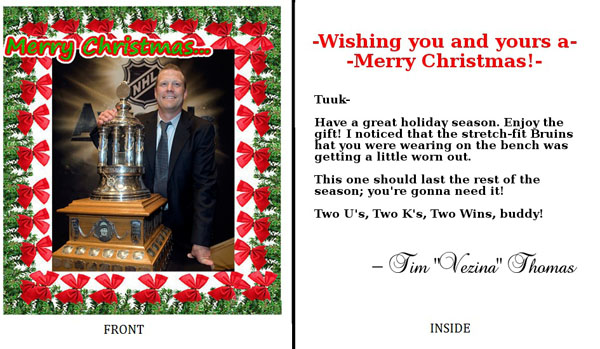 Merry Christmas...
NHL
FRONT
-Wishing you and yours a-
-Merry Christmas!-
Tuuk-
Have a great holiday season. Enjoy the
gift! I noticed that the stretch-fit Bruins
hat you were wearing on the bench was
getting a little worn out.
This one should last the rest of the
season; you're gonna need it!
Two U's, Two K's, Two Wins, buddy!
– Tim "Vezina" Thomas
INSIDE